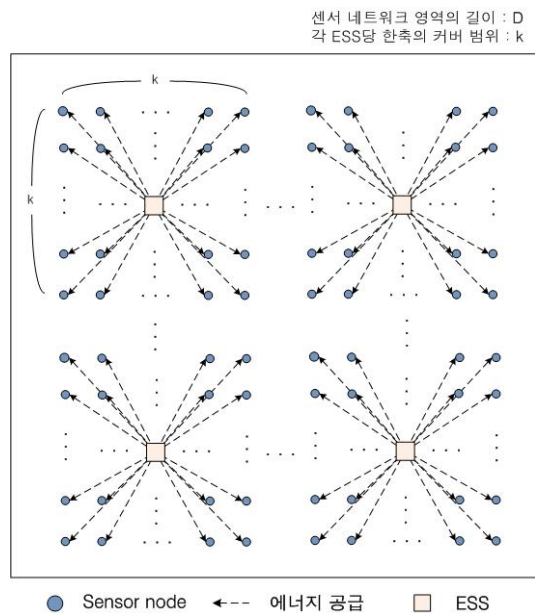 센서 네트워크 영역의 길이 : D
각 ESS당 한축의 커버 범위 : k
k
k
Sensor node 에너지 공급 ESS